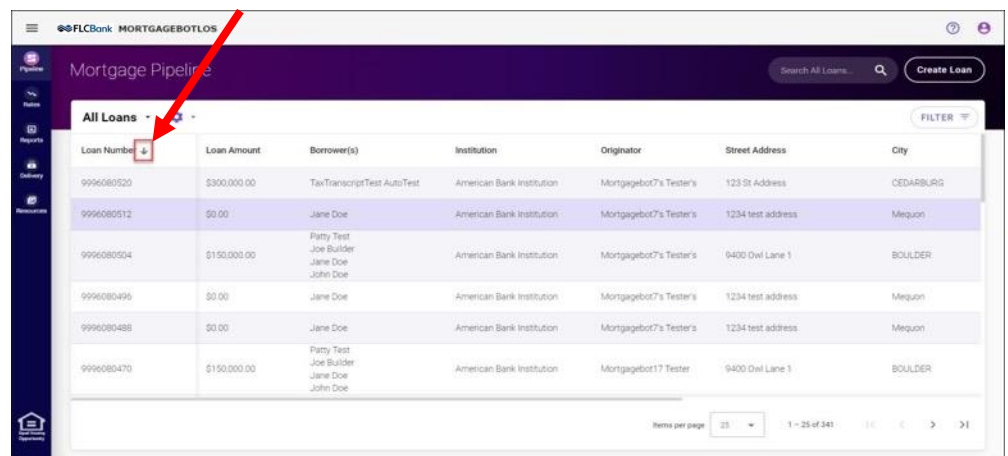 FLCBank MORTGAGEBOTLOS
Pipeline
Mortgage Pipeline
Search All Loans...
Create Loan
Rates
All Loans
FILTER
Reports
Loan Number Loan Amount Borrower(s) Institution Originator Street Address City
Delivery
9996080520 $300,000.00 TaxTranscriptTest AutoTest American Bank Institution Mortgagebot7's Tester's 123 St Address CEDARBURG
Resources
9996080512 $0.00 Jane Doe American Bank Institution Mortgagebot7's Tester's 1234 test address Mequon
Patty Test
Joe Builder
9996080504 $150,000.00 American Bank Institution Mortgagebot7's Tester's 9400 Owl Lane 1 BOULDER
Jane Doe
John Doe
9996080496 $0.00 Jane Doe American Bank Institution Mortgagebot7's Tester's 1234 test address Mequon
9996080488 $0.00 Jane Doe American Bank Institution Mortgagebot7's Tester's 1234 test address Mequon
Patty Test
Joe Builder
9996080470 $150,000.00 American Bank Institution Mortgagebot17 Tester 9400 Owl Lane 1 BOULDER
Jane Doe
John Doe
Equal Housing
Opportunity
Items per page 25 1 – 25 of 341